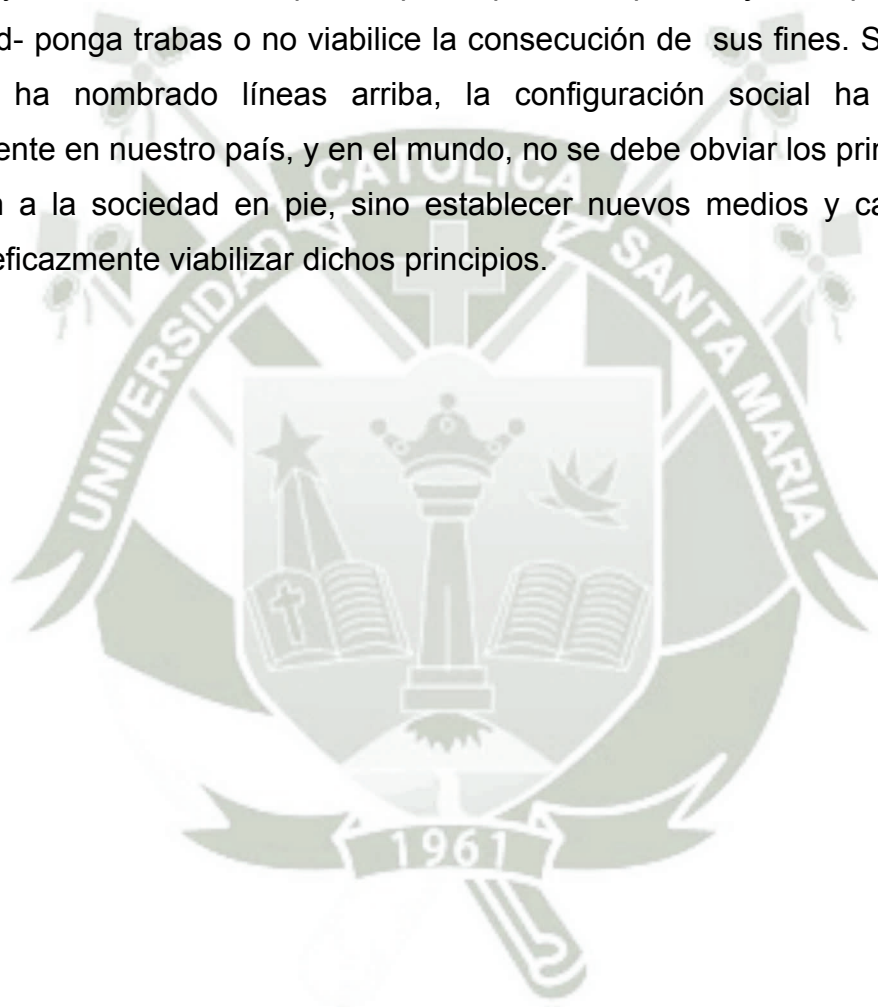 d- ponga trabas o no viabilice la consecución de sus fines. S
ha nombrado líneas arriba, la configuración social ha
ente en nuestro país, y en el mundo, no se debe obviar los prin
a la sociedad en pie, sino establecer nuevos medios y ca
eficazmente viabilizar dichos principios.
UNIVERSIDAD CATOLICA SANTA MARIA
1961